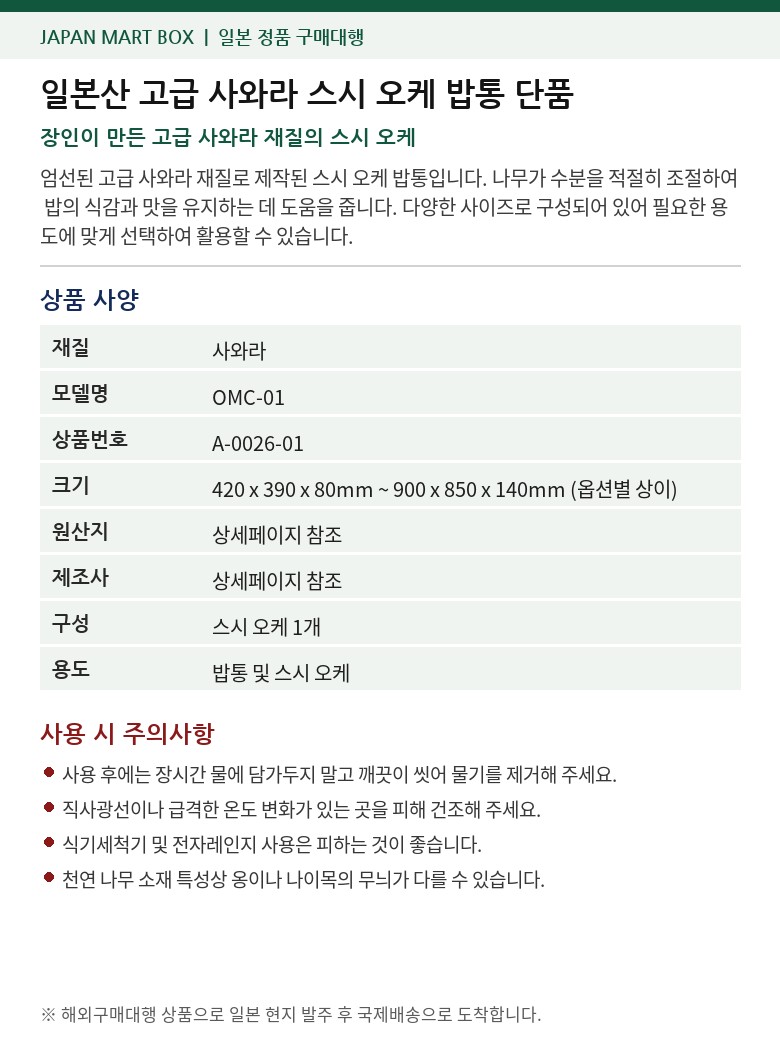 JAPAN MART BOX | 일본 정품 구매대행
일본산 고급 사와라 스시 오케 밥통 단품
장인이 만든 고급 사와라 재질의 스시 오케
엄선된 고급 사와라 재질로 제작된 스시 오케 밥통입니다. 나무가 수분을 적절히 조절하여
밥의 식감과 맛을 유지하는 데 도움을 줍니다. 다양한 사이즈로 구성되어 있어 필요한 용
도에 맞게 선택하여 활용할 수 있습니다.
상품 사양
재질 사와라
모델명 OMC-01
상품번호 A-0026-01
크기 420 x 390 x 80mm ~ 900 x 850 x 140mm (옵션별 상이)
원산지 상세페이지 참조
제조사 상세페이지 참조
구성 스시 오케 1개
용도 밥통 및 스시 오케
사용 시 주의사항
● 사용 후에는 장시간 물에 담가두지 말고 깨끗이 씻어 물기를 제거해 주세요.
● 직사광선이나 급격한 온도 변화가 있는 곳을 피해 건조해 주세요.
● 식기세척기 및 전자레인지 사용은 피하는 것이 좋습니다.
● 천연 나무 소재 특성상 옹이나 나이목의 무늬가 다를 수 있습니다.
※ 해외구매대행 상품으로 일본 현지 발주 후 국제배송으로 도착합니다.